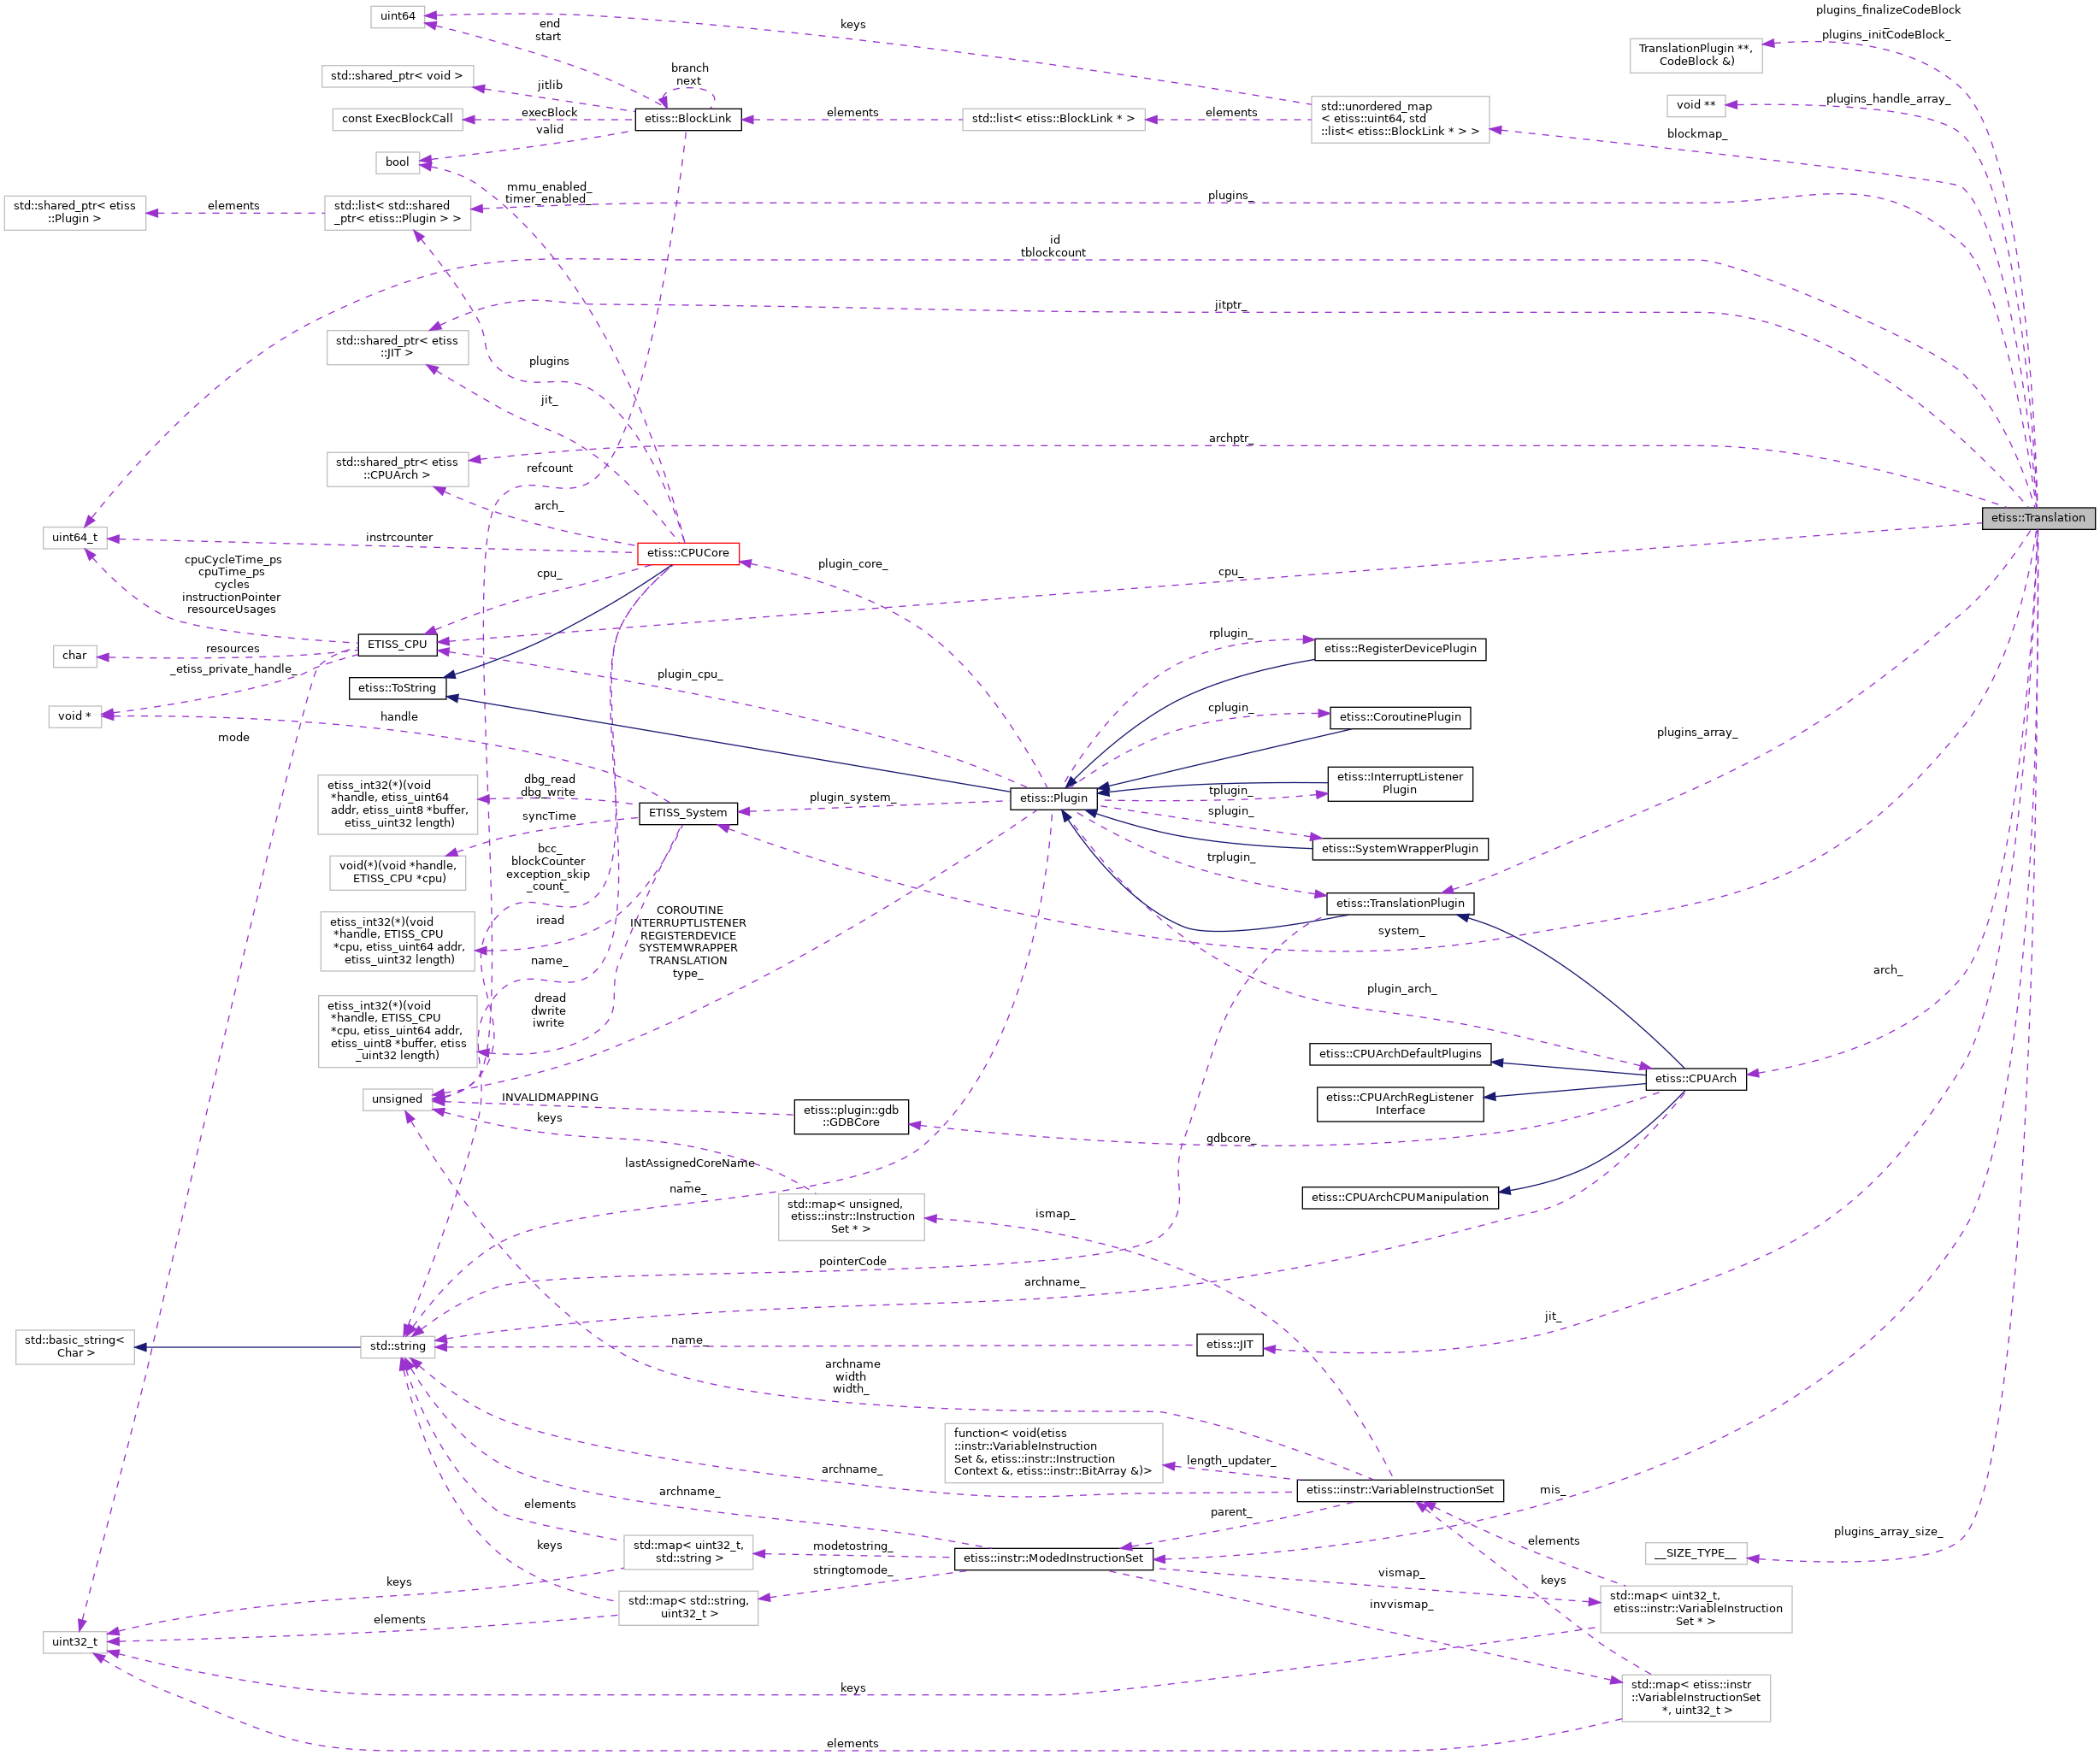 uint64
keys
plugins_finalizeCodeBlock
_
plugins_initCodeBlock_
end
start
TranslationPlugin **,
CodeBlock &)
std::shared_ptr< void >
jitlib
branch
next
void **
plugins_handle_array_
const ExecBlockCall
execBlock
valid
etiss::BlockLink
elements
std::list< etiss::BlockLink * >
elements
std::unordered_map
< etiss::uint64, std
::list< etiss::BlockLink * > >
blockmap_
bool
mmu_enabled_
timer_enabled_
std::shared_ptr< etiss
::Plugin >
elements
std::list< std::shared
_ptr< etiss::Plugin > >
plugins_
id
tblockcount
jitptr_
std::shared_ptr< etiss
::JIT >
plugins
jit_
archptr_
std::shared_ptr< etiss
::CPUArch >
refcount
arch_
etiss::Translation
uint64_t
instrcounter
etiss::CPUCore
cpuCycleTime_ps
cpuTime_ps
cycles
instructionPointer
resourceUsages
cpu_
plugin_core_
cpu_
ETISS_CPU
char
resources
_etiss_private_handle_
rplugin_
etiss::RegisterDevicePlugin
etiss::ToString
plugin_cpu_
void *
handle
mode
cplugin_
etiss::CoroutinePlugin
plugins_array_
etiss_int32(*)(void
*handle, etiss_uint64
addr, etiss_uint8 *buffer,
etiss_uint32 length)
dbg_read
dbg_write
syncTime
ETISS_System
plugin_system_
etiss::Plugin
tplugin_
etiss::InterruptListener
Plugin
splugin_
etiss::SystemWrapperPlugin
void(*)(void *handle,
ETISS_CPU *cpu)
bcc_
blockCounter
exception_skip
_count_
trplugin_
etiss::TranslationPlugin
etiss_int32(*)(void
*handle, ETISS_CPU
*cpu, etiss_uint64 addr,
etiss_uint32 length)
iread
COROUTINE
INTERRUPTLISTENER
REGISTERDEVICE
SYSTEMWRAPPER
TRANSLATION
type_
system_
name_
arch_
plugin_arch_
etiss_int32(*)(void
*handle, ETISS_CPU
*cpu, etiss_uint64 addr,
etiss_uint8 *buffer, etiss
_uint32 length)
dread
dwrite
iwrite
etiss::CPUArchDefaultPlugins
etiss::CPUArch
unsigned
INVALIDMAPPING
keys
etiss::plugin::gdb
::GDBCore
etiss::CPUArchRegListener
Interface
gdbcore_
lastAssignedCoreName
_
name_
std::map< unsigned,
etiss::instr::Instruction
Set * >
ismap_
etiss::CPUArchCPUManipulation
pointerCode
archname_
jit_
std::basic_string<
Char >
std::string
name_
etiss::JIT
archname
width
width_
function< void(etiss
::instr::VariableInstruction
Set &, etiss::instr::Instruction
Context &, etiss::instr::BitArray &)>
length_updater_
archname_
etiss::instr::VariableInstructionSet
archname_
mis_
elements
parent_
plugins_array_size_
elements
keys
std::map< uint32_t,
std::string >
modetostring_
stringtomode_
etiss::instr::ModedInstructionSet
__SIZE_TYPE__
vismap_
keys
keys
std::map< std::string,
uint32_t >
invvismap_
std::map< uint32_t,
etiss::instr::VariableInstruction
Set * >
elements
uint32_t
keys
std::map< etiss::instr
::VariableInstructionSet
*, uint32_t >
elements